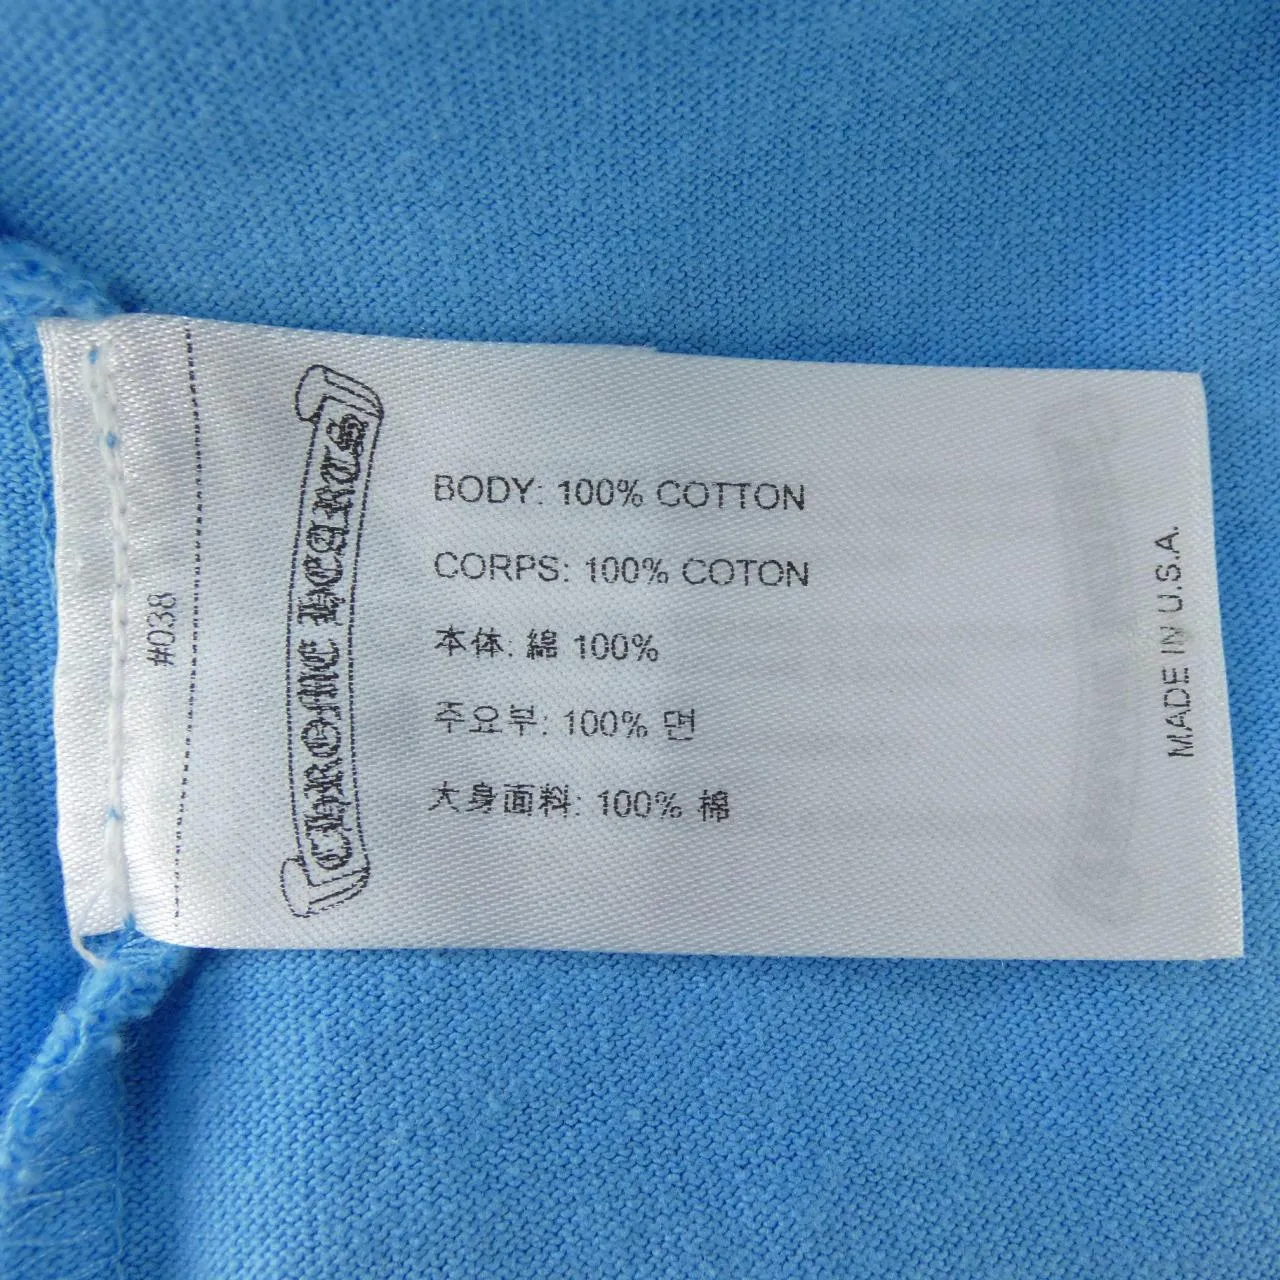 #038
CHROME HEARTS
BODY: 100% COTTON
CORPS: 100% COTON
本体: 綿 100%
주요부: 100% 면
大身面料: 100% 棉
MADE IN U.S.A.